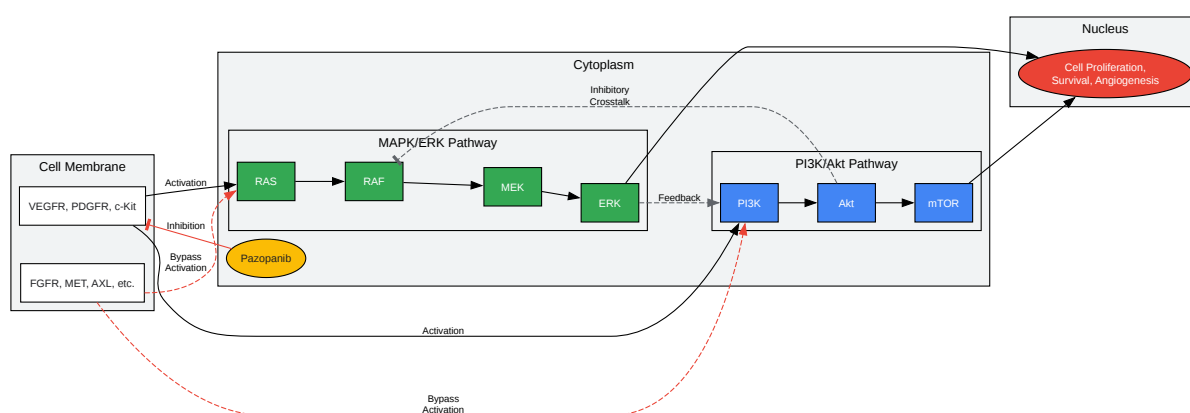 Nucleus
Cell Proliferation,
Survival, Angiogenesis
Cytoplasm
Inhibitory
Crosstalk
MAPK/ERK Pathway
RAS
RAF
MEK
ERK
PI3K/Akt Pathway
PI3K
Akt
mTOR
Feedback
Cell Membrane
VEGFR, PDGFR, c-Kit
FGFR, MET, AXL, etc.
Activation
Inhibition
Bypass
Activation
Pazopanib
Activation
Bypass
Activation